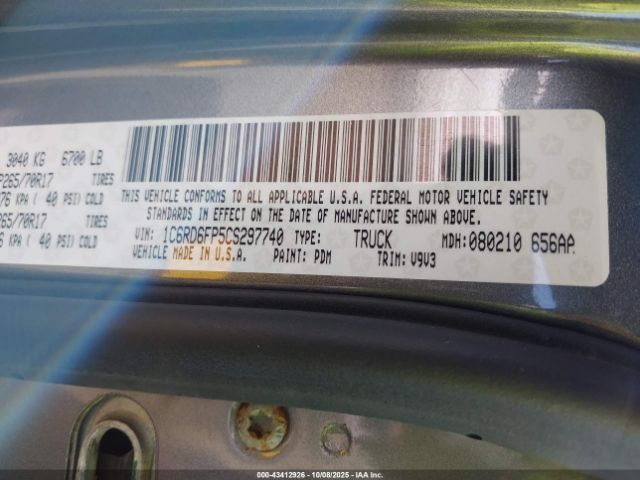 3040 KG 6700 LB
P265/70R17 TIRES
76 KPA ( 40 PSI) COLD
265/70R17 TIRES
6 KPA ( 40 PSI) COLD
THIS VEHICLE CONFORMS TO ALL APPLICABLE U.S.A. FEDERAL MOTOR VEHICLE SAFETY
STANDARDS IN EFFECT ON THE DATE OF MANUFACTURE SHOWN ABOVE.
VIN: 1C6RD6FP5CS297740 TYPE: TRUCK MDH:080210 656AA
VEHICLE MADE IN U.S.A. PAINT: PDM TRIM: V9V3
000-43412926 - 10/08/2025 - IAA Inc.